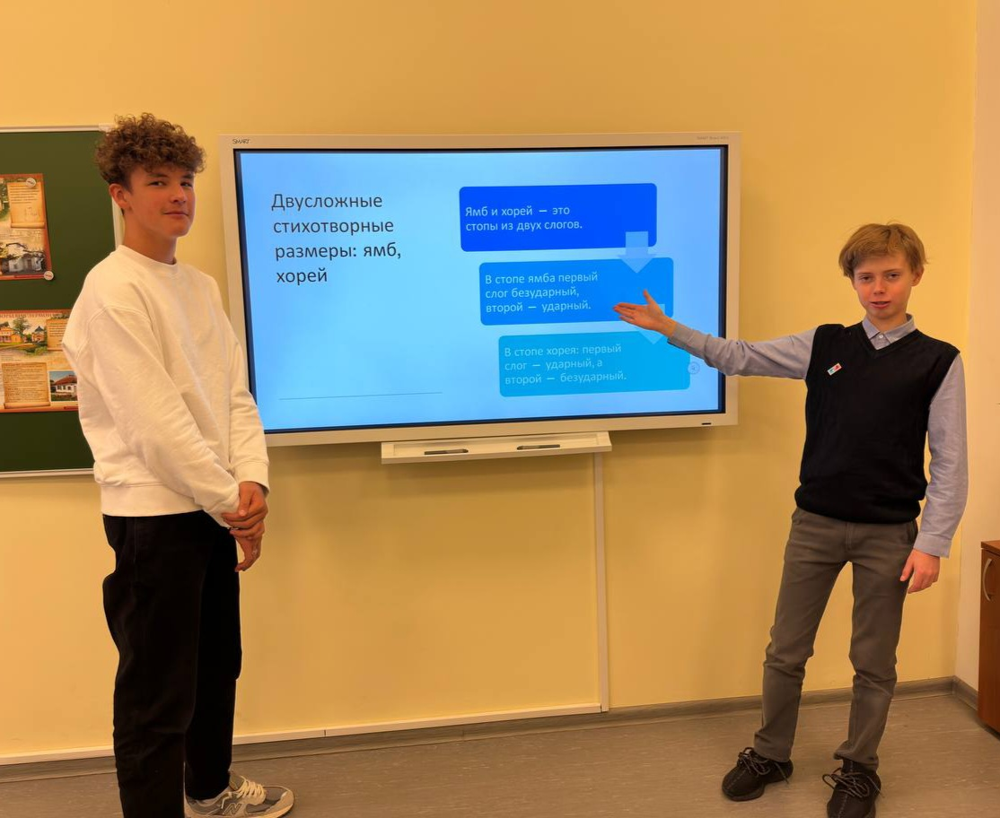 SMART
Двусложные
стихотворные
размеры: ямб,
хорей
Ямб и хорей – это
стопы из двух слогов.
В стопе ямба первый
слог безударный,
второй – ударный.
В стопе хорея: первый
слог – ударный, а
второй – безударный.